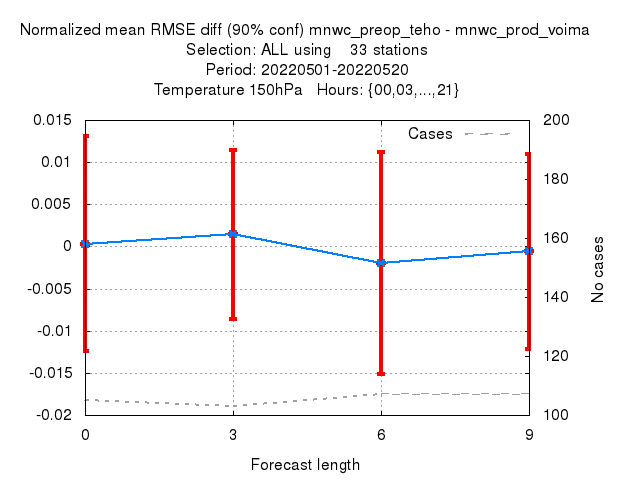 Normalized mean RMSE diff (90% conf) mnwc_preop_teho - mnwc_prod_voima
Selection: ALL using    33 stations
Period: 20220501-20220520
Temperature 150hPa   Hours: {00,03,...,21}
Cases
0.015
0.01
0.005
0
-0.005
-0.01
-0.015
-0.02
200
180
160
140
120
100
No cases
0 3 6 9
Forecast length